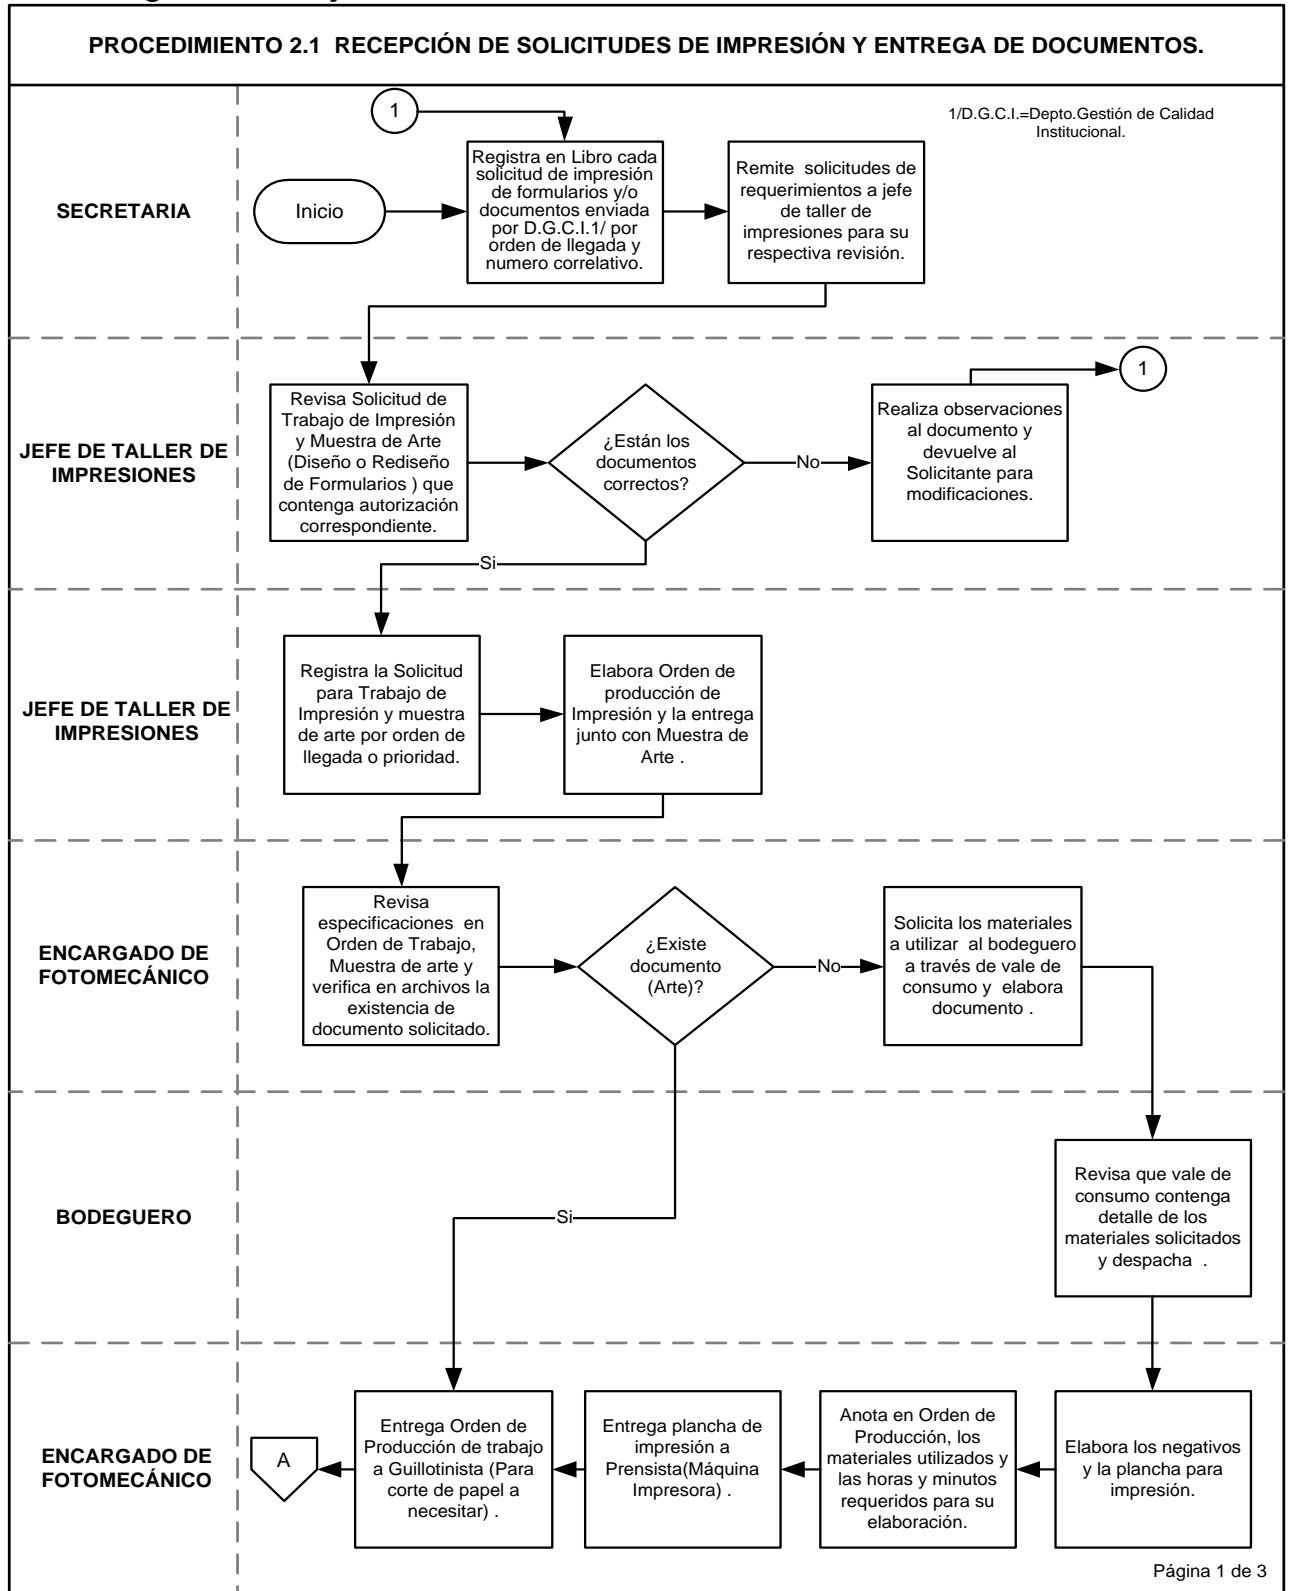 PROCEDIMIENTO 2.1 RECEPCIÓN DE SOLICITUDES DE IMPRESIÓN Y ENTREGA DE DOCUMENTOS.
1/D.G.C.I.=Depto.Gestión de Calidad
Institucional.
SECRETARIA
1
Inicio
Registra en Libro cada
solicitud de impresión
de formularios y/o
documentos enviada
por D.G.C.I.1/ por
orden de llegada y
numero correlativo.
Remite solicitudes de
requerimientos a jefe
de taller de
impresiones para su
respectiva revisión.
JEFE DE TALLER DE
IMPRESIONES
Revisa Solicitud de
Trabajo de Impresión
y Muestra de Arte
(Diseño o Rediseño
de Formularios ) que
contenga autorización
correspondiente.
¿Están los
documentos
correctos?
No
Realiza observaciones
al documento y
devuelve al
Solicitante para
modificaciones.
1
Si
JEFE DE TALLER DE
IMPRESIONES
Registra la Solicitud
para Trabajo de
Impresión y muestra
de arte por orden de
llegada o prioridad.
Elabora Orden de
producción de
Impresión y la entrega
junto con Muestra de
Arte .
ENCARGADO DE
FOTOMECÁNICO
Revisa
especificaciones en
Orden de Trabajo,
Muestra de arte y
verifica en archivos la
existencia de
documento solicitado.
¿Existe
documento
(Arte)?
No
Solicita los materiales
a utilizar al bodeguero
a través de vale de
consumo y elabora
documento .
BODEGUERO
Si
Revisa que vale de
consumo contenga
detalle de los
materiales solicitados
y despacha .
ENCARGADO DE
FOTOMECÁNICO
A
Entrega Orden de
Producción de trabajo
a Guillotinista (Para
corte de papel a
necesitar) .
Entrega plancha de
impresión a
Prensista(Máquina
Impresora) .
Anota en Orden de
Producción, los
materiales utilizados y
las horas y minutos
requeridos para su
elaboración.
Elabora los negativos
y la plancha para
impresión.
Página 1 de 3